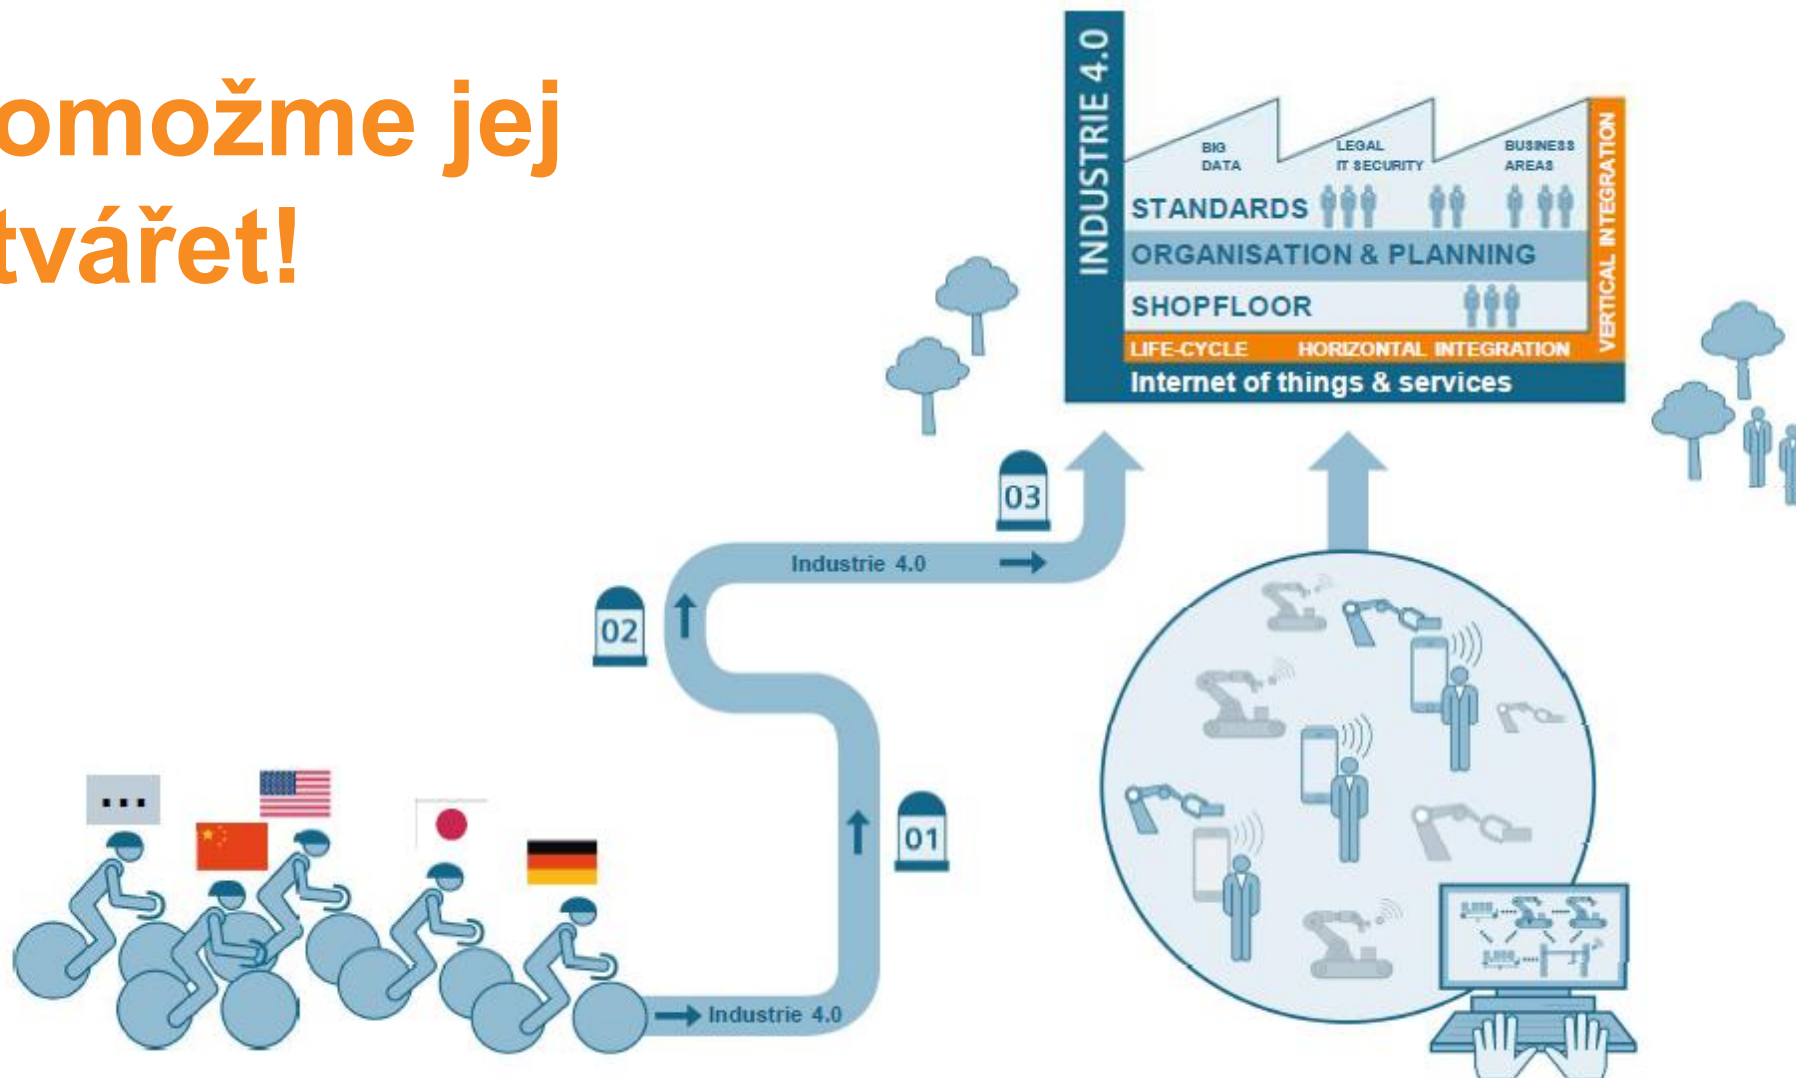 omožme jej
tvářet!
INDUSTRIE 4.0
BIG
DATA
LEGAL
IT SECURITY
BUSINESS
AREAS
STANDARDS
ORGANISATION & PLANNING
SHOPFLOOR
VERTICAL INTEGRATION
LIFE-CYCLE HORIZONTAL INTEGRATION
Internet of things & services
03
Industrie 4.0
02
01
...
Industrie 4.0